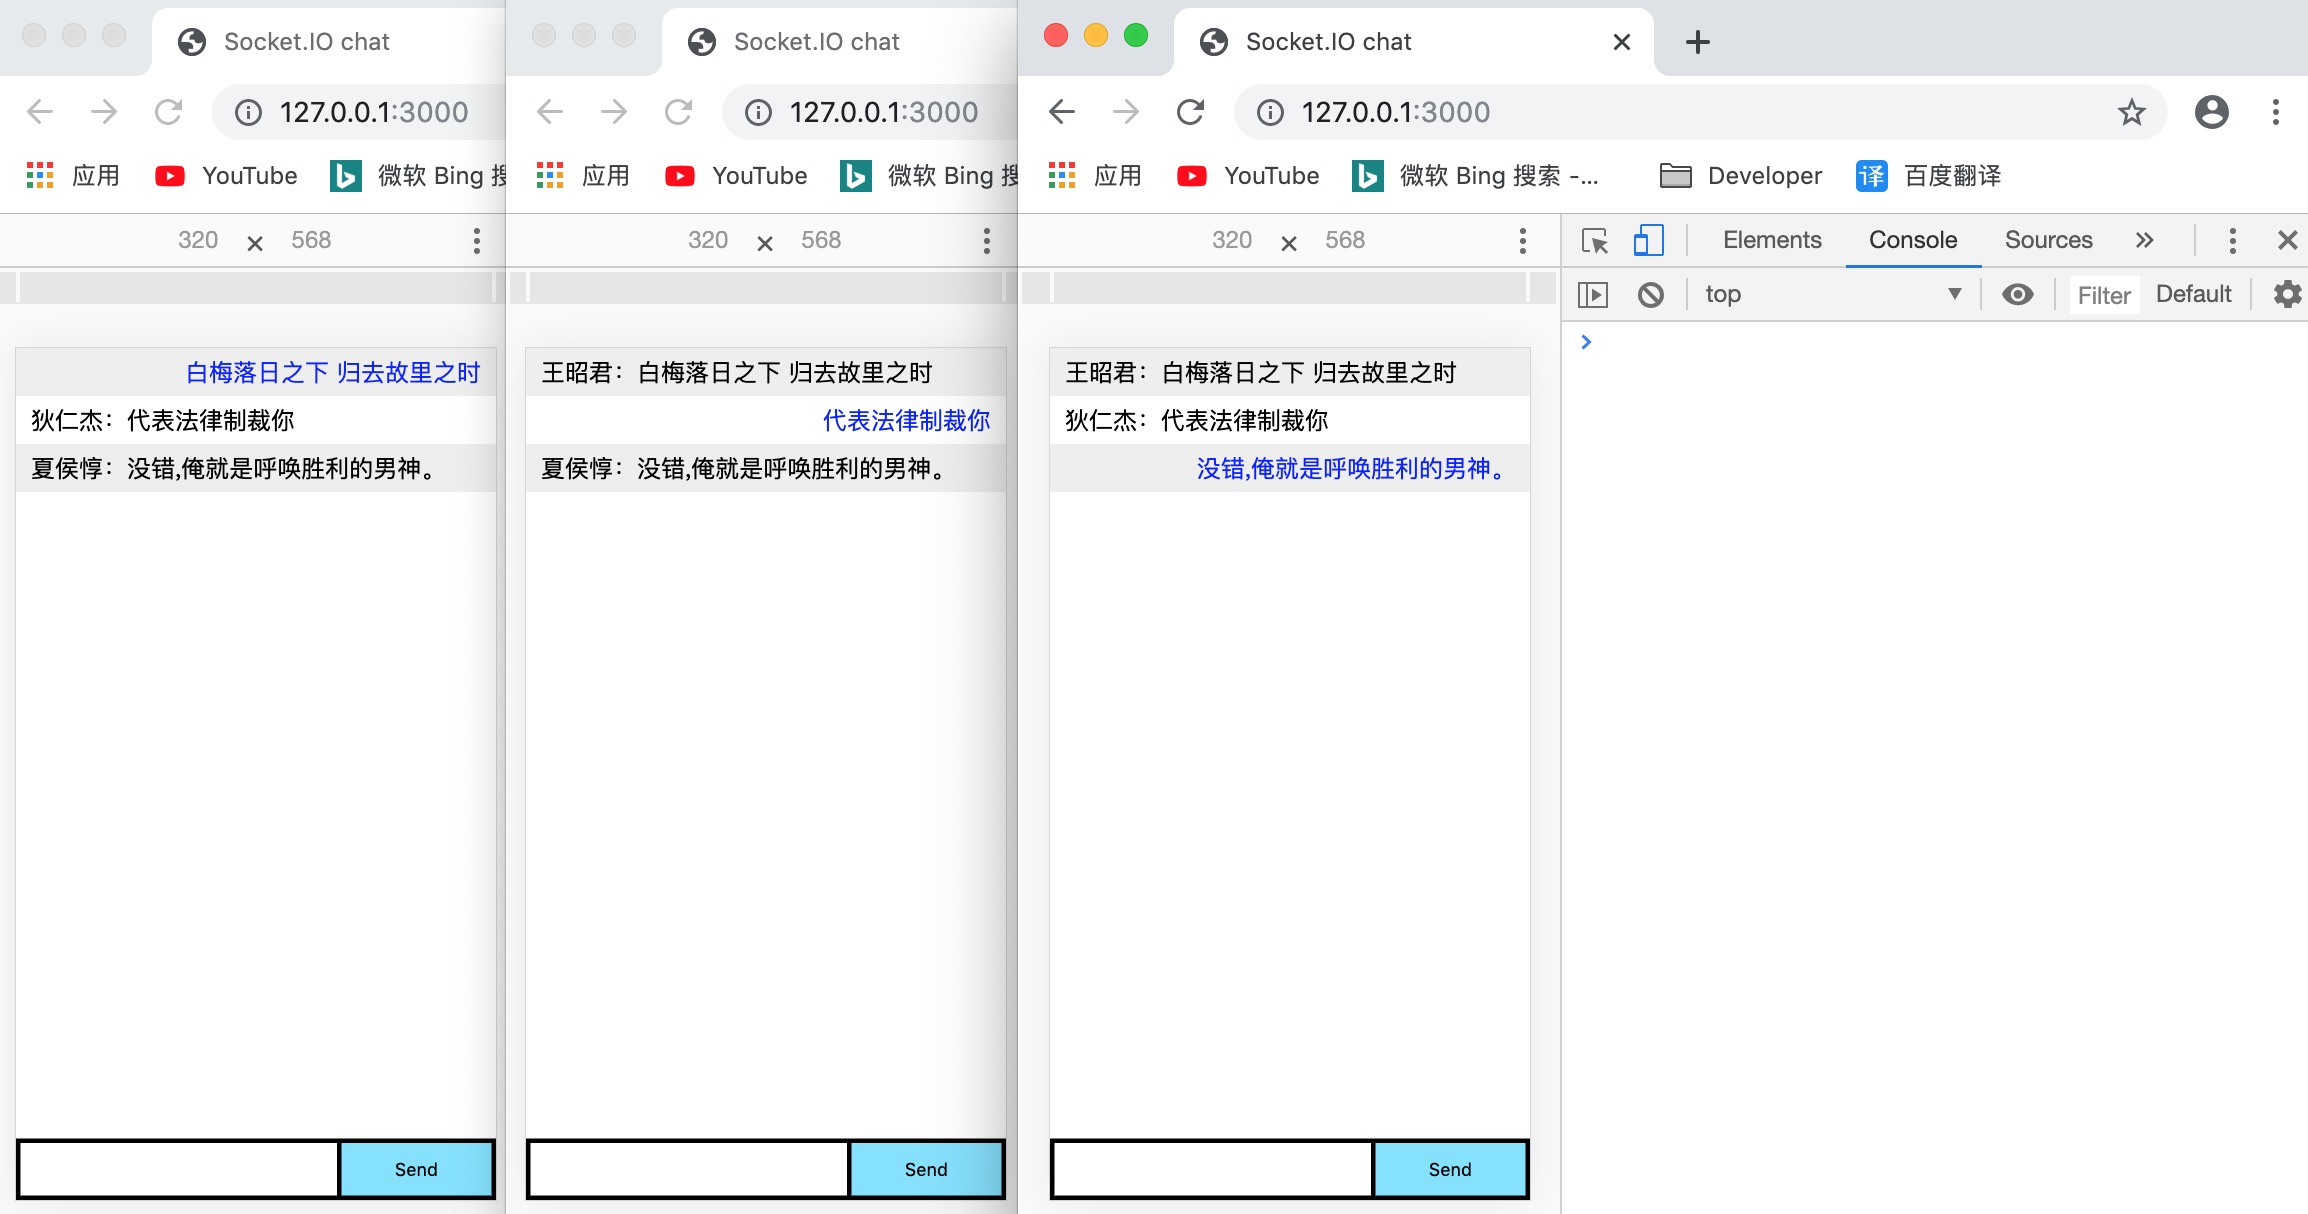 Socket.IO chat
127.0.0.1:3000
应用 YouTube 微软 Bing 搜
320 × 568
白梅落日之下 归去故里之时
狄仁杰：代表法律制裁你
夏侯惇：没错,俺就是呼唤胜利的男神。
Send
Socket.IO chat
127.0.0.1:3000
应用 YouTube 微软 Bing 搜
320 × 568
王昭君：白梅落日之下 归去故里之时
代表法律制裁你
夏侯惇：没错,俺就是呼唤胜利的男神。
Send
Socket.IO chat
127.0.0.1:3000
应用 YouTube 微软 Bing 搜索 -... Developer 译 百度翻译
320 × 568
王昭君：白梅落日之下 归去故里之时
狄仁杰：代表法律制裁你
没错,俺就是呼唤胜利的男神。
Send
Elements Console Sources
top Filter Default